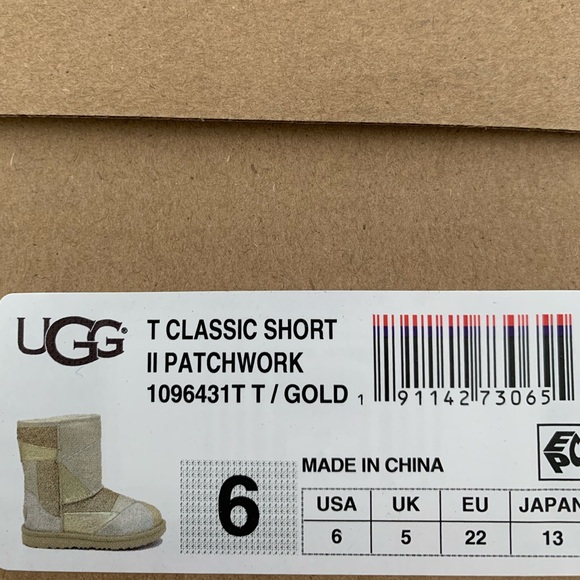 UGG®
T CLASSIC SHORT
II PATCHWORK
1096431T T / GOLD
1 91142 73065
6
MADE IN CHINA
USA UK EU JAPAN
6 5 22 13